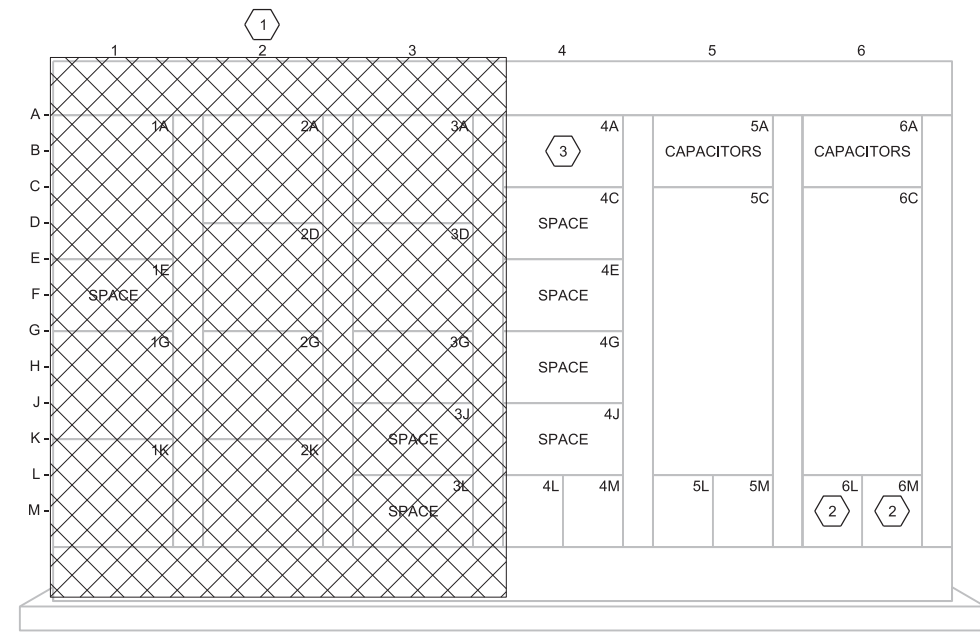 1
1 2 3 4 5 6
A
1A 2A 3A 4A 5A 6A
B 3 CAPACITORS CAPACITORS
C
4C 5C 6C
D SPACE
2D 3D
E
1E 4E
F SPACE SPACE
G
1G 2G 3G 4G
H SPACE
J
3J 4J
K SPACE SPACE
1K 2K
L
3L 4L 4M 5L 5M 6L 6M
M SPACE 2 2